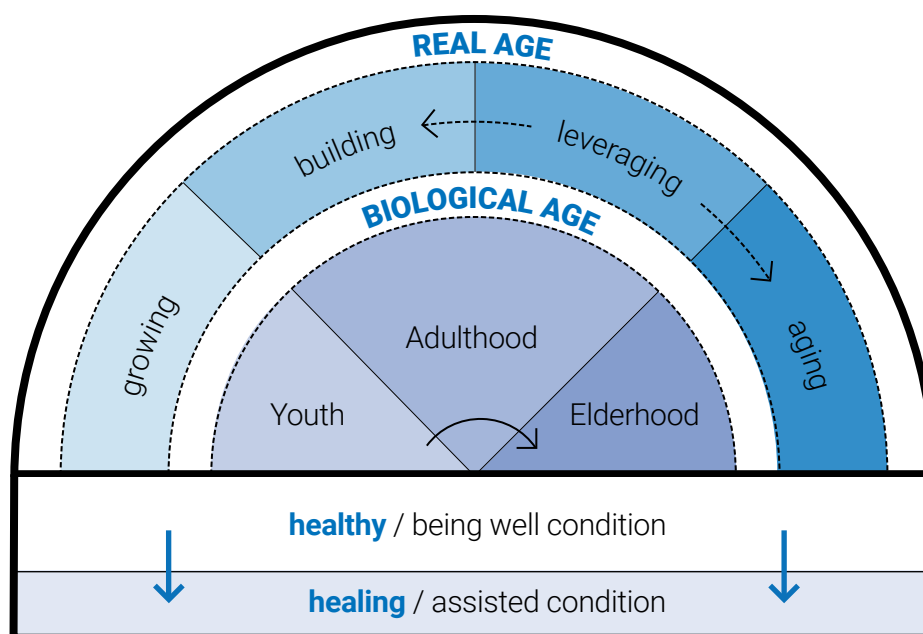 REAL AGE
building
leveraging
growing
aging
BIOLOGICAL AGE
Adulthood
Youth
Elderhood
healthy / being well condition
healing / assisted condition